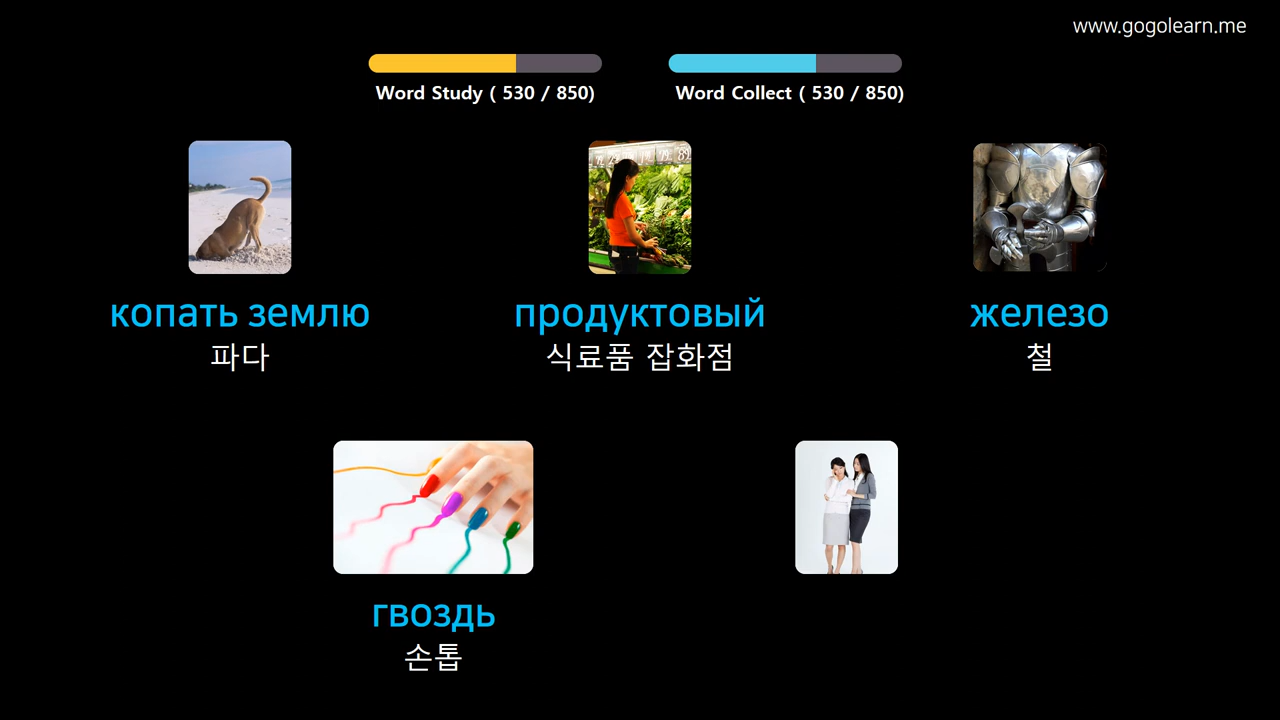 www.gogolearn.me
Word Study ( 530 / 850)
Word Collect ( 530 / 850)
копать землю
파다
продуктовый
식료품 잡화점
железо
철
гвоздь
손톱